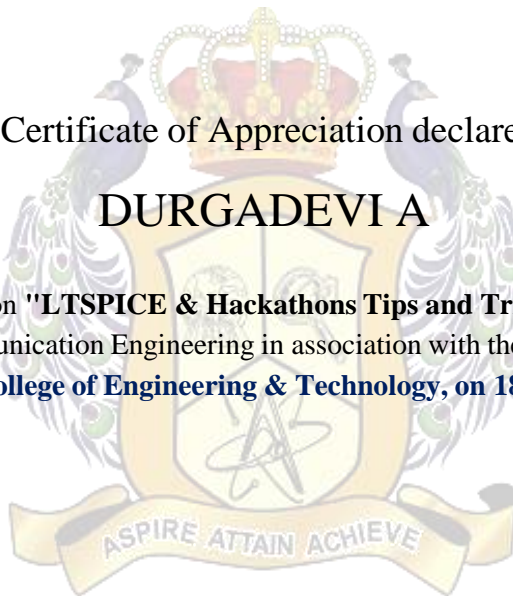 Certificate of Appreciation declare
DURGADEVI A
on "LTSPICE & Hackathons Tips and Tr
unication Engineering in association with the
ollege of Engineering & Technology, on 18
ASPIRE ATTAIN ACHIEVE